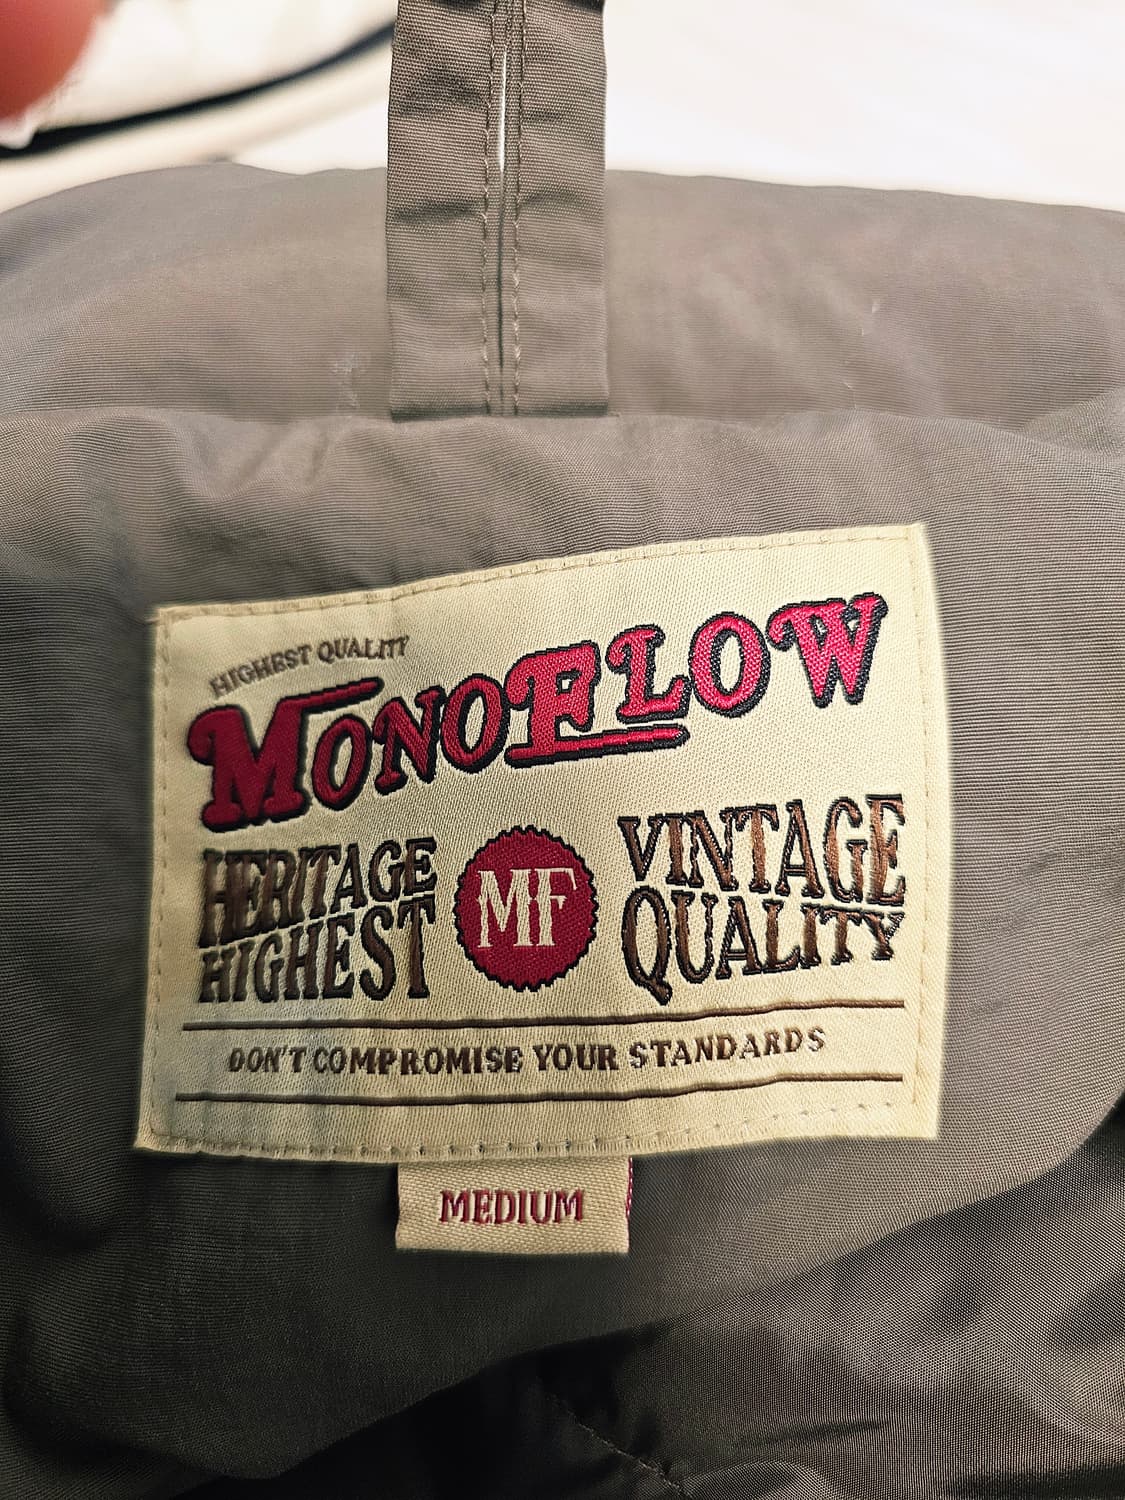 HIGHEST QUALITY
MONOFLOW
HERITAGE
HIGHEST
MF
VINTAGE
QUALITY
DON'T COMPROMISE YOUR STANDARDS
MEDIUM